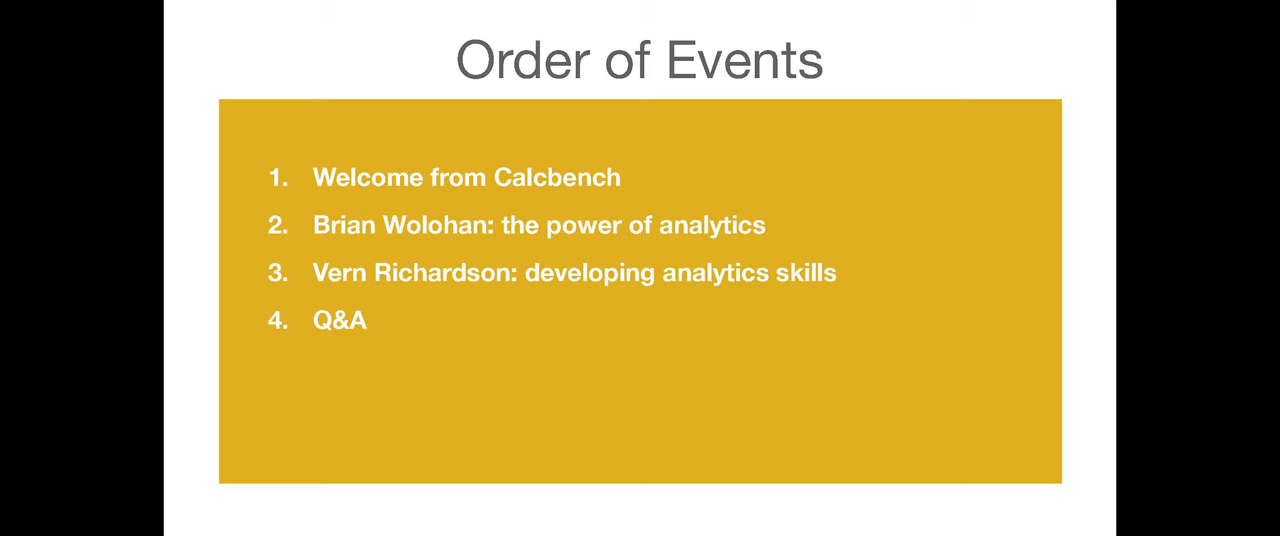 Order of Events
1. Welcome from Calcbench
2. Brian Wolohan: the power of analytics
3. Vern Richardson: developing analytics skills
4. Q&A